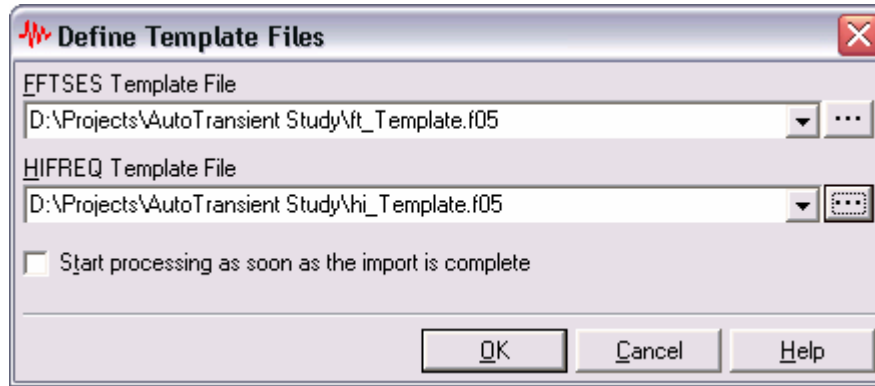 Define Template Files
FFTSES Template File
D:\Projects\AutoTransient Study\ft_Template.f05
...
HIFREQ Template File
D:\Projects\AutoTransient Study\hi_Template.f05
...
Start processing as soon as the import is complete
OK Cancel Help